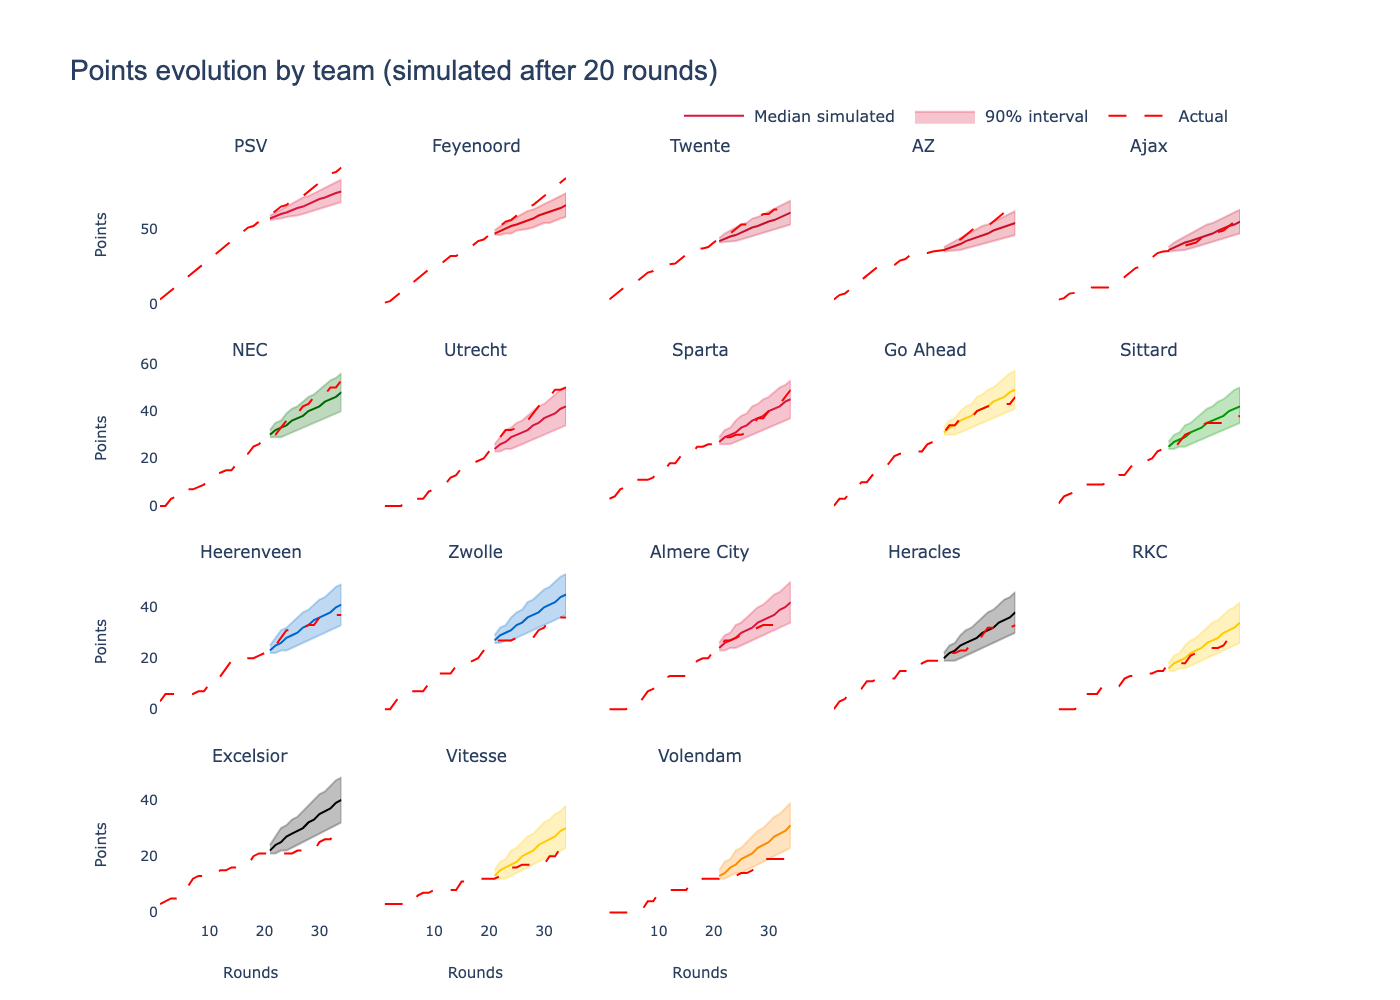 Points evolution by team (simulated after 20 rounds)
Median simulated 90% interval Actual
PSV Feyenoord Twente AZ Ajax
Points
50
0
NEC Utrecht Sparta Go Ahead Sittard
Points
60
40
20
0
Heerenveen Zwolle Almere City Heracles RKC
Points
40
20
0
Excelsior Vitesse Volendam
Points
40
20
0
10 20 30 10 20 30 10 20 30
Rounds Rounds Rounds